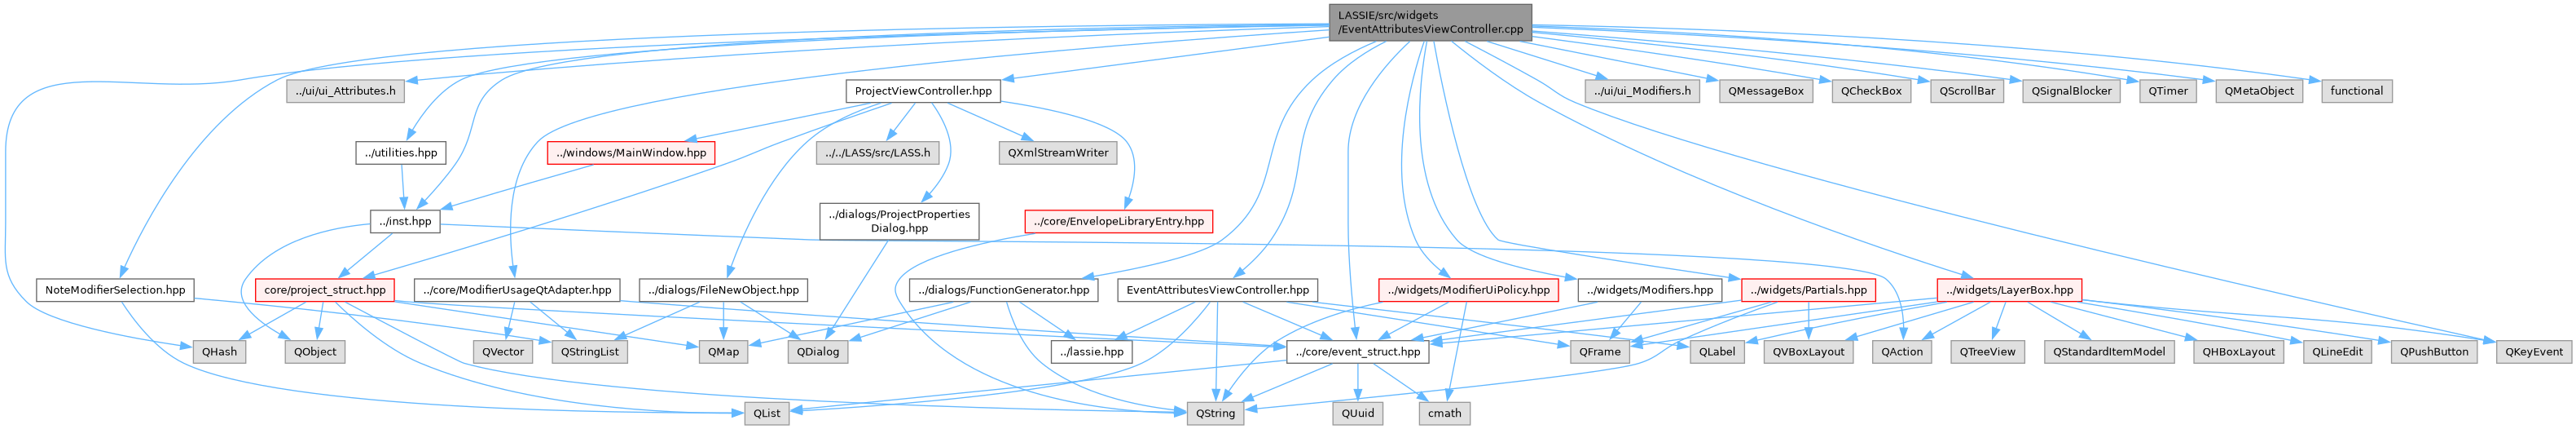 LASSIE/src/widgets
/EventAttributesViewController.cpp
../ui/ui_Attributes.h
ProjectViewController.hpp
../ui/ui_Modifiers.h
QMessageBox
QCheckBox
QScrollBar
QSignalBlocker
QTimer
QMetaObject
functional
../utilities.hpp
../windows/MainWindow.hpp
../../LASS/src/LASS.h
QXmlStreamWriter
../inst.hpp
../dialogs/ProjectProperties
Dialog.hpp
../core/EnvelopeLibraryEntry.hpp
NoteModifierSelection.hpp
core/project_struct.hpp
../core/ModifierUsageQtAdapter.hpp
../dialogs/FileNewObject.hpp
../dialogs/FunctionGenerator.hpp
EventAttributesViewController.hpp
../widgets/ModifierUiPolicy.hpp
../widgets/Modifiers.hpp
../widgets/Partials.hpp
../widgets/LayerBox.hpp
QHash
QObject
QVector
QStringList
QMap
QDialog
../lassie.hpp
../core/event_struct.hpp
QFrame
QLabel
QVBoxLayout
QAction
QTreeView
QStandardItemModel
QHBoxLayout
QLineEdit
QPushButton
QKeyEvent
QList
QString
QUuid
cmath